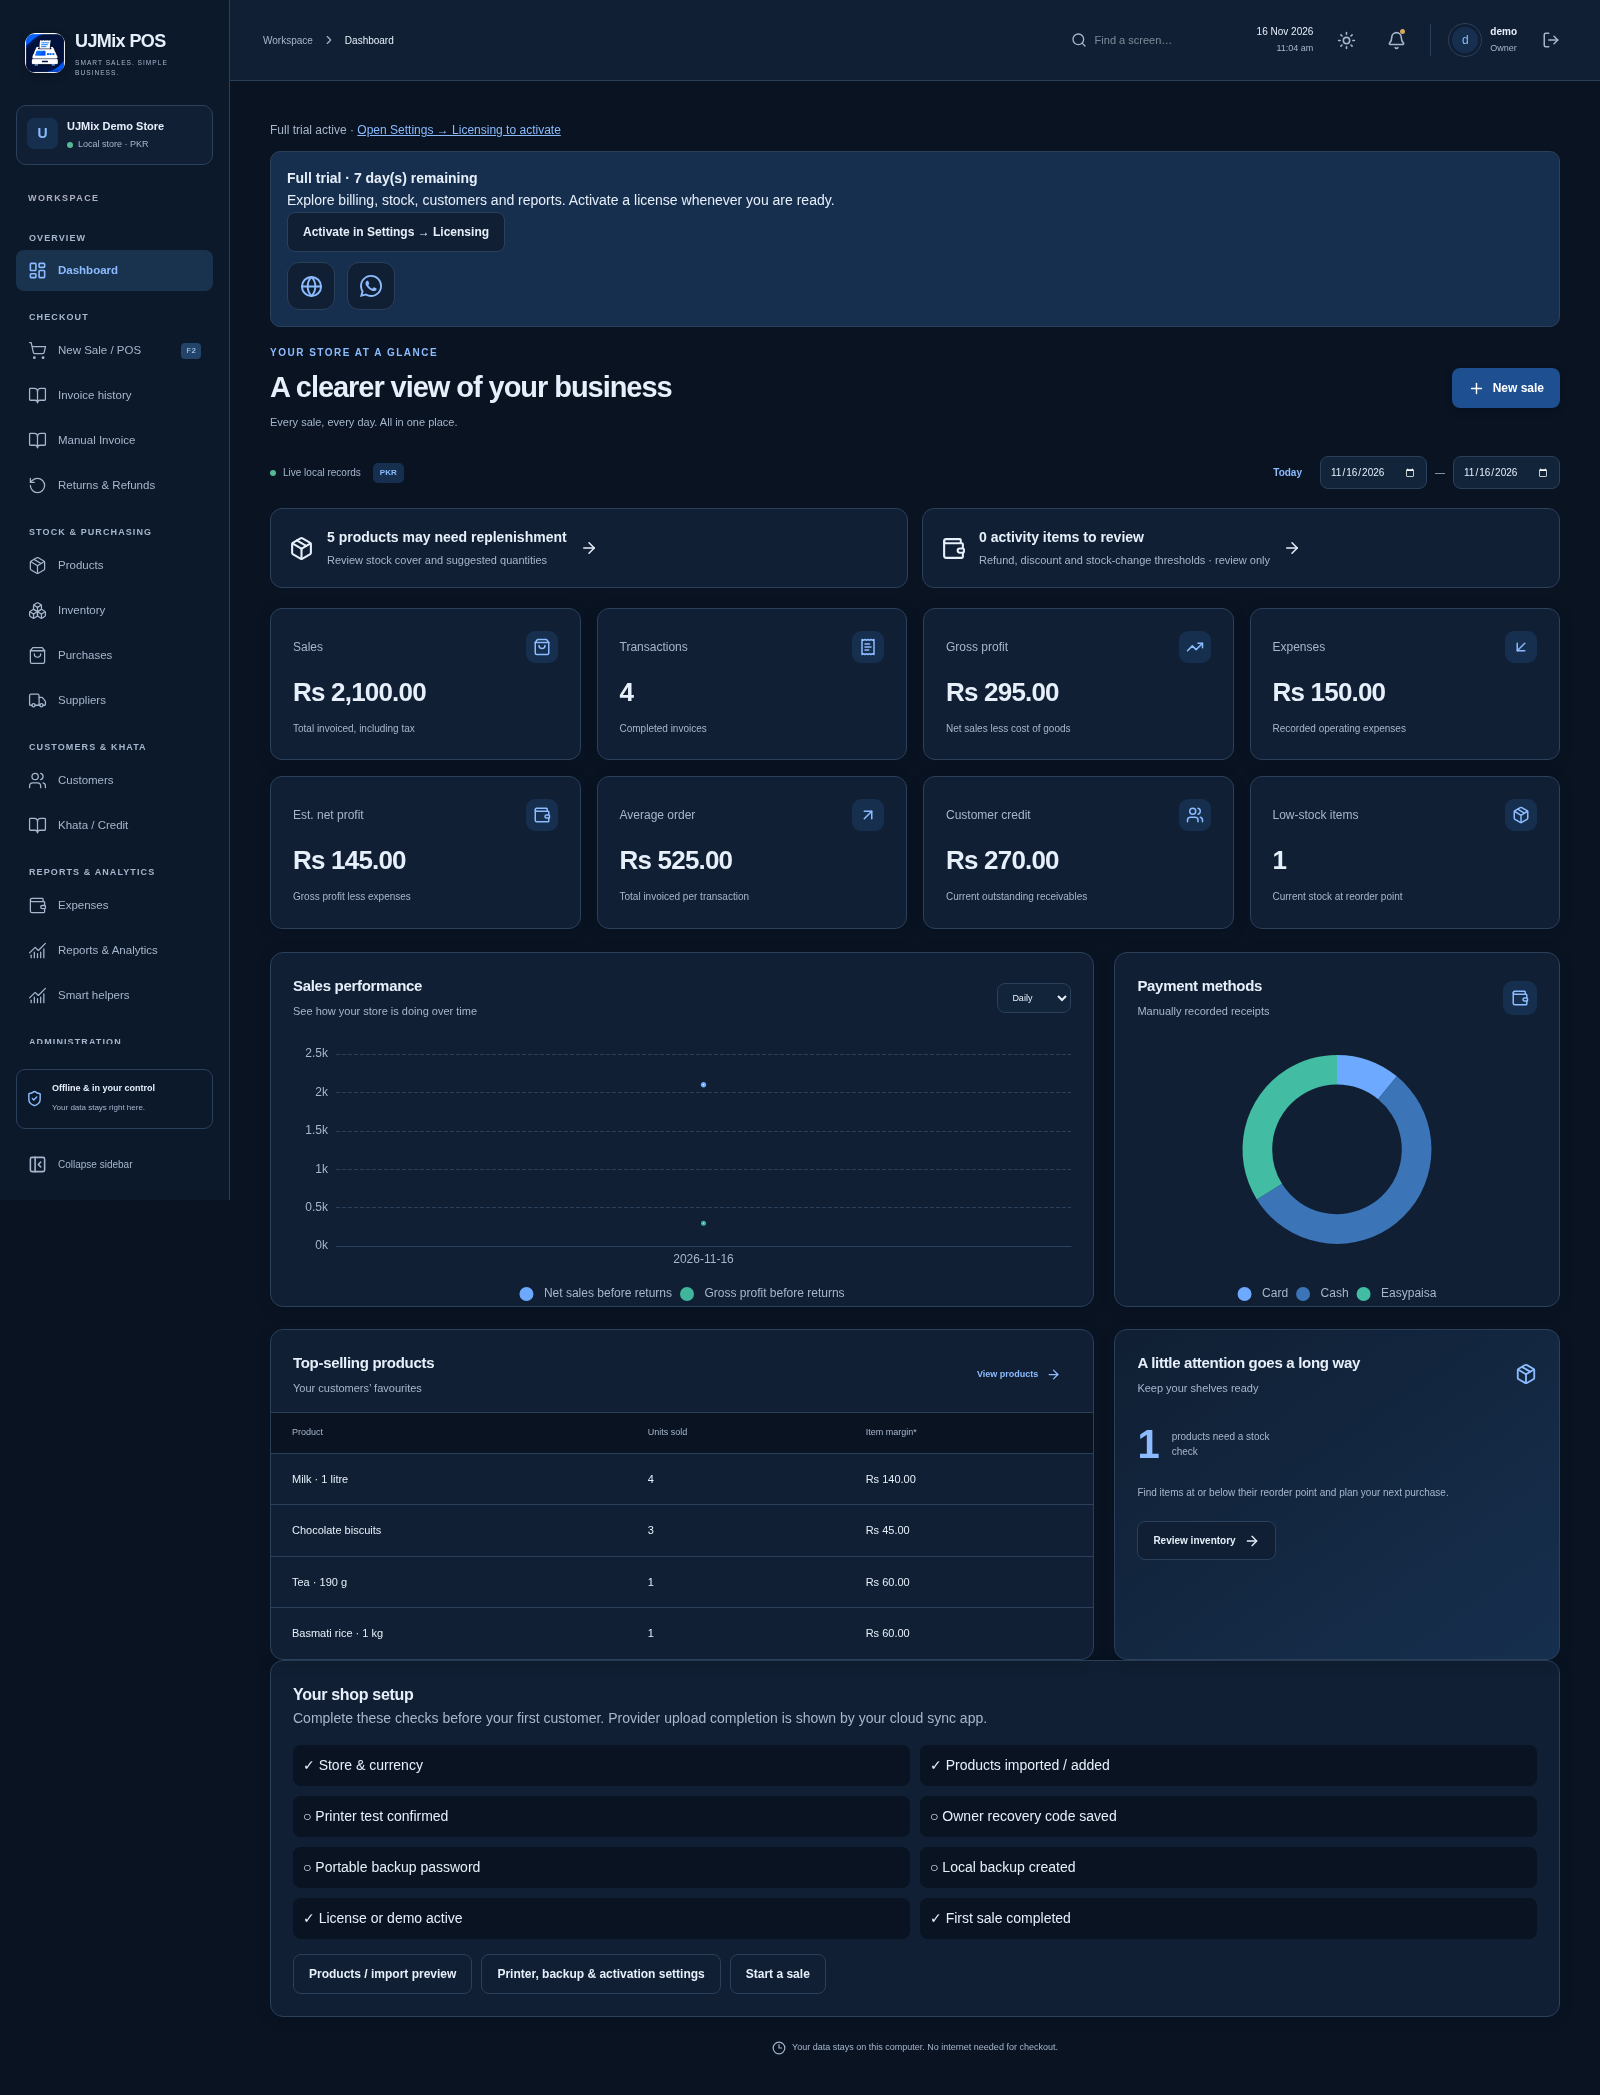 UJMix POS
SMART SALES. SIMPLE
BUSINESS.
U
UJMix Demo Store
Local store · PKR
WORKSPACE
OVERVIEW
Dashboard
CHECKOUT
New Sale / POS
F2
Invoice history
Manual Invoice
Returns & Refunds
STOCK & PURCHASING
Products
Inventory
Purchases
Suppliers
CUSTOMERS & KHATA
Customers
Khata / Credit
REPORTS & ANALYTICS
Expenses
Reports & Analytics
Smart helpers
ADMINISTRATION
Offline & in your control
Your data stays right here.
Collapse sidebar
Workspace > Dashboard
Find a screen...
16 Nov 2026
11:04 am
d
demo
Owner
Full trial active · Open Settings → Licensing to activate
Full trial · 7 day(s) remaining
Explore billing, stock, customers and reports. Activate a license whenever you are ready.
Activate in Settings → Licensing
YOUR STORE AT A GLANCE
A clearer view of your business
Every sale, every day. All in one place.
New sale
Live local records
PKR
Today
11/16/2026
—
11/16/2026
5 products may need replenishment
Review stock cover and suggested quantities
0 activity items to review
Refund, discount and stock-change thresholds · review only
Sales
Rs 2,100.00
Total invoiced, including tax
Transactions
4
Completed invoices
Gross profit
Rs 295.00
Net sales less cost of goods
Expenses
Rs 150.00
Recorded operating expenses
Est. net profit
Rs 145.00
Gross profit less expenses
Average order
Rs 525.00
Total invoiced per transaction
Customer credit
Rs 270.00
Current outstanding receivables
Low-stock items
1
Current stock at reorder point
Sales performance
See how your store is doing over time
Daily
2.5k
2k
1.5k
1k
0.5k
0k
2026-11-16
Net sales before returns
Gross profit before returns
Payment methods
Manually recorded receipts
Card
Cash
Easypaisa
Top-selling products
Your customers' favourites
View products
Product Units sold Item margin*
Milk · 1 litre 4 Rs 140.00
Chocolate biscuits 3 Rs 45.00
Tea · 190 g 1 Rs 60.00
Basmati rice · 1 kg 1 Rs 60.00
A little attention goes a long way
Keep your shelves ready
1
products need a stock
check
Find items at or below their reorder point and plan your next purchase.
Review inventory
Your shop setup
Complete these checks before your first customer. Provider upload completion is shown by your cloud sync app.
✓ Store & currency
✓ Products imported / added
○ Printer test confirmed
○ Owner recovery code saved
○ Portable backup password
○ Local backup created
✓ License or demo active
✓ First sale completed
Products / import preview
Printer, backup & activation settings
Start a sale
Your data stays on this computer. No internet needed for checkout.